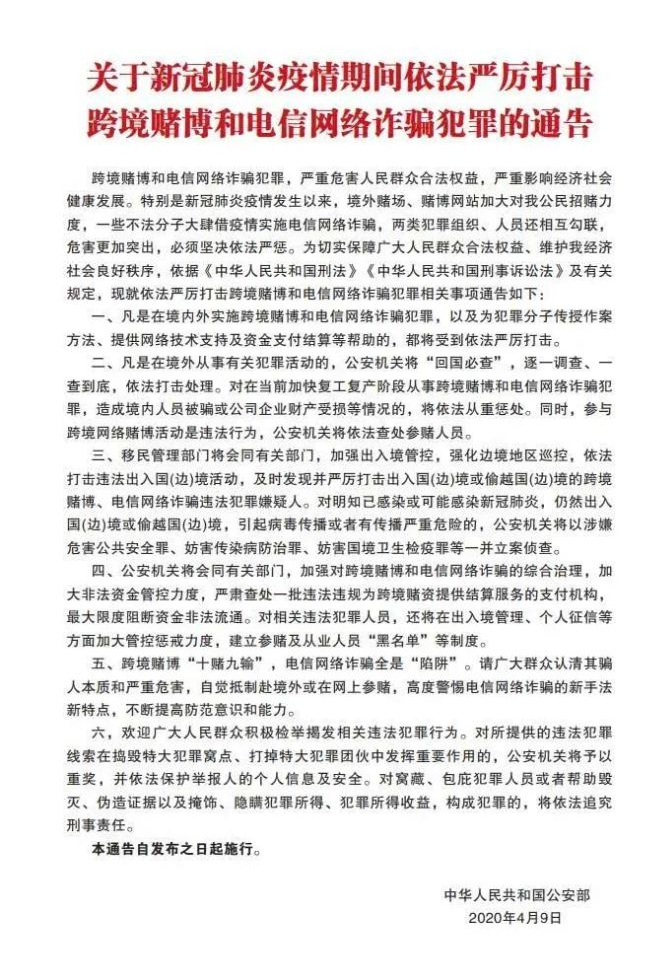 关于新冠肺炎疫情期间依法严厉打击
跨境赌博和电信网络诈骗犯罪的通告
跨境赌博和电信网络诈骗犯罪，严重危害人民群众合法权益，严重影响经济社会
健康发展。特别是新冠肺炎疫情发生以来，境外赌场、赌博网站加大对我公民招赌力
度，一些不法分子大肆借疫情实施电信网络诈骗，两类犯罪组织、人员还相互勾联，
危害更加突出，必须坚决依法严惩。为切实保障广大人民群众合法权益、维护我经济
社会良好秩序，依据《中华人民共和国刑法》《中华人民共和国刑事诉讼法》及有关
规定，现就依法严厉打击跨境赌博和电信网络诈骗犯罪相关事项通告如下：
一、凡是在境内外实施跨境赌博和电信网络诈骗犯罪，以及为犯罪分子传授作案
方法、提供网络技术支持及资金支付结算等帮助的，都将受到依法严厉打击。
二、凡是在境外从事有关犯罪活动的，公安机关将“回国必查”，逐一调查、一
查到底，依法打击处理。对在当前加快复工复产阶段从事跨境赌博和电信网络诈骗犯
罪，造成境内人员被骗或公司企业财产受损等情况的，将依法从重惩处。同时，参与
跨境网络赌博活动是违法行为，公安机关将依法查处参赌人员。
三、移民管理部门将会同有关部门，加强出入境管控，强化边境地区巡控，依法
打击违法出入国(边)境活动，及时发现并严厉打击出入国(边)境或偷越国(边)境的跨境
赌博、电信网络诈骗违法犯罪嫌疑人。对明知已感染或可能感染新冠肺炎，仍然出入
国(边)境或偷越国(边)境，引起病毒传播或者有传播严重危险的，公安机关将以涉嫌
危害公共安全罪、妨害传染病防治罪、妨害国境卫生检疫罪等一并立案侦查。
四、公安机关将会同有关部门，加强对跨境赌博和电信网络诈骗的综合治理，加
大非法资金管控力度，严肃查处一批违法违规为跨境赌资提供结算服务的支付机构，
最大限度阻断资金非法流通。对相关违法犯罪人员，还将在出入境管理、个人征信等
方面加大管控惩戒力度，建立参赌及从业人员“黑名单”等制度。
五、跨境赌博“十赌九输”，电信网络诈骗全是“陷阱”。请广大群众认清其骗
人本质和严重危害，自觉抵制赴境外或在网上参赌，高度警惕电信网络诈骗的新手法
新特点，不断提高防范意识和能力。
六，欢迎广大人民群众积极检举揭发相关违法犯罪行为。对所提供的违法犯罪
线索在捣毁特大犯罪窝点、打掉特大犯罪团伙中发挥重要作用的，公安机关将予以
重奖，并依法保护举报人的个人信息及安全。对窝藏、包庇犯罪人员或者帮助毁
灭、伪造证据以及掩饰、隐瞒犯罪所得、犯罪所得收益，构成犯罪的，将依法追究
刑事责任。
本通告自发布之日起施行。
中华人民共和国公安部
2020年4月9日